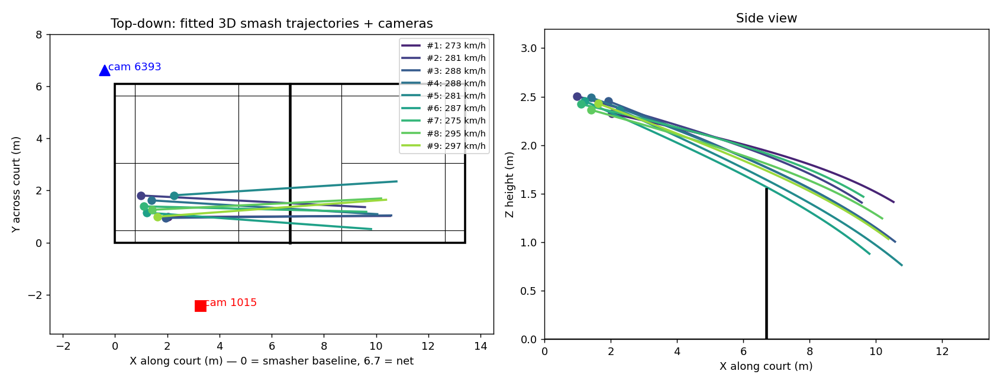 Top-down: fitted 3D smash trajectories + cameras
8
6
4
2
0
−2
Y across court (m)
cam 6393
cam 1015
#1: 273 km/h
#2: 281 km/h
#3: 288 km/h
#4: 288 km/h
#5: 281 km/h
#6: 287 km/h
#7: 275 km/h
#8: 295 km/h
#9: 297 km/h
−2 0 2 4 6 8 10 12 14
X along court (m) — 0 = smasher baseline, 6.7 = net
Side view
3.0
2.5
2.0
1.5
1.0
0.5
0.0
Z height (m)
0 2 4 6 8 10 12
X along court (m)